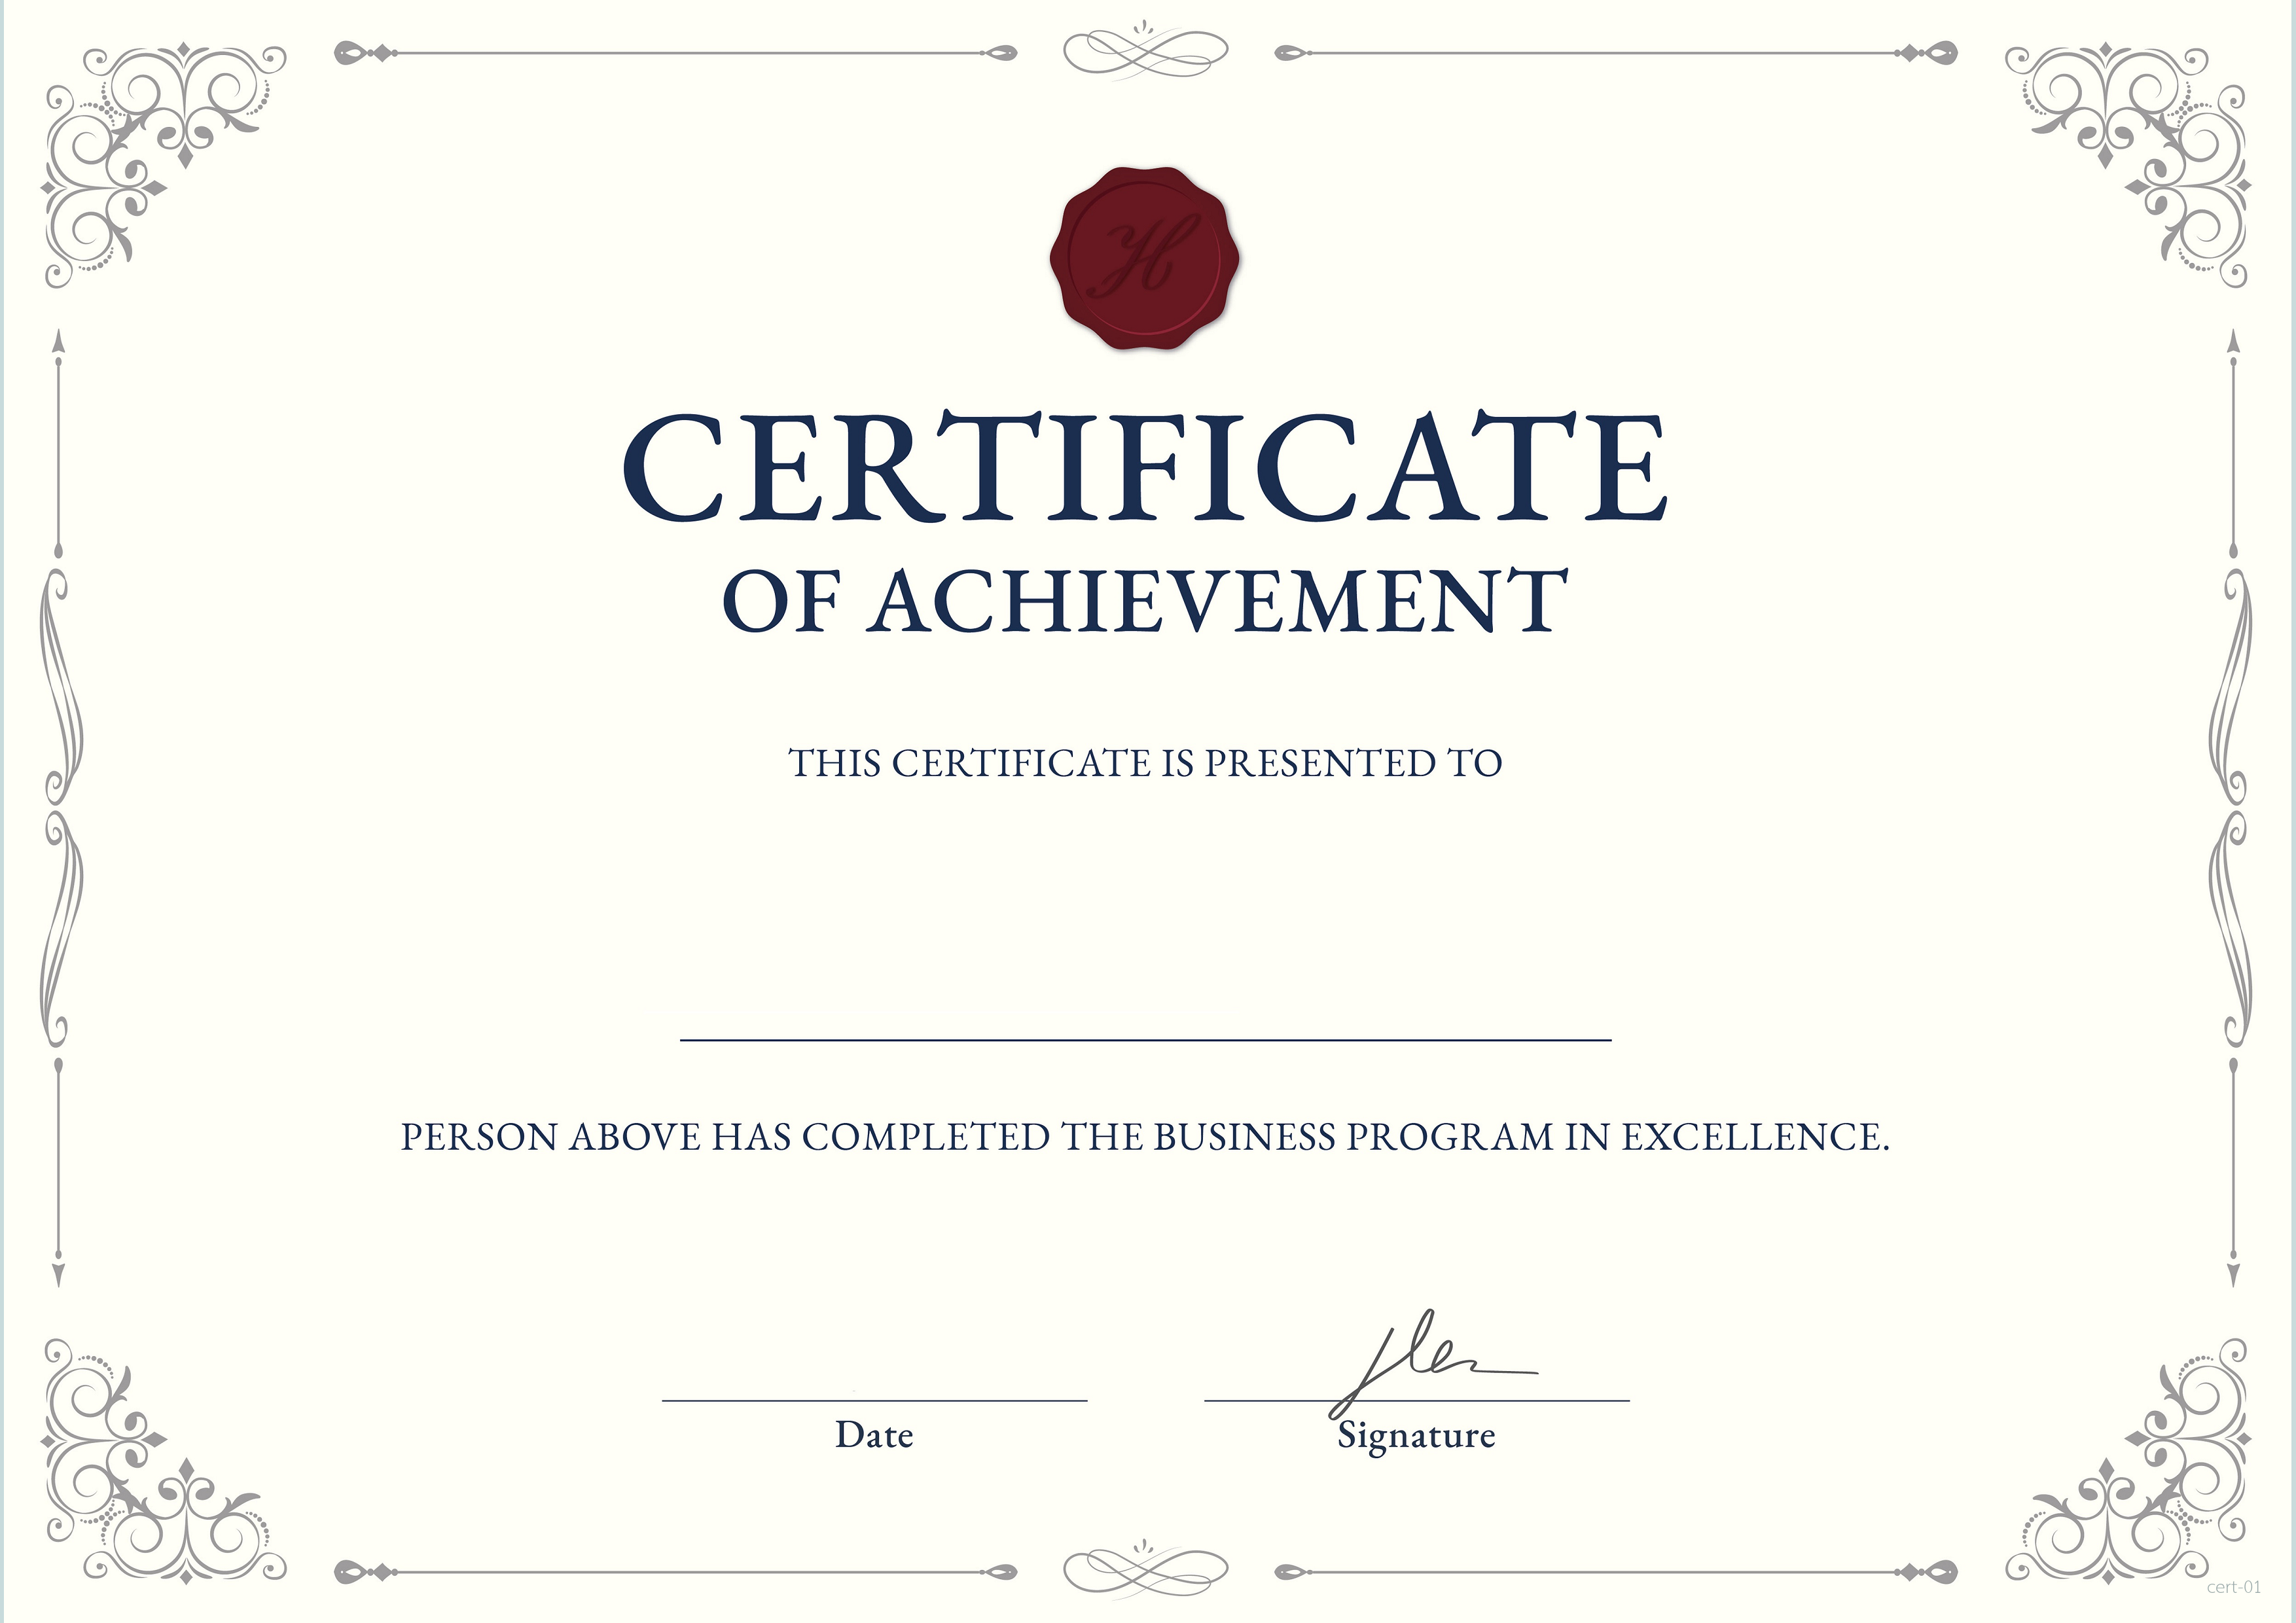 H
CERTIFICATE
OF ACHIEVEMENT
THIS CERTIFICATE IS PRESENTED TO
PERSON ABOVE HAS COMPLETED THE BUSINESS PROGRAM IN EXCELLENCE.
Date
Signature
cert-01